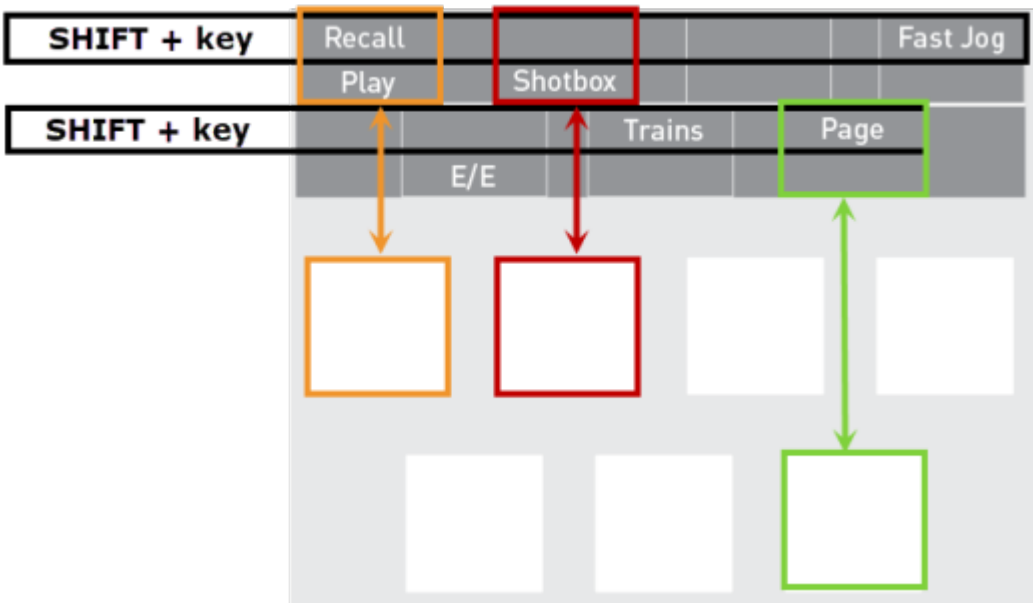 SHIFT + key Recall Fast Jog
Play Shotbox
SHIFT + key Trains Page
E/E